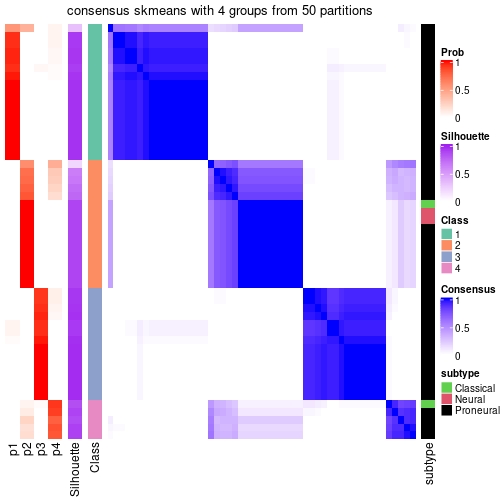 consensus skmeans with 4 groups from 50 partitions
Prob
1
0.5
0
Silhouette
1
0.5
0
Class
1
2
3
4
Consensus
1
0.5
0
subtype
Classical
Neural
Proneural
p1
p2
p3
p4
Silhouette
Class
subtype